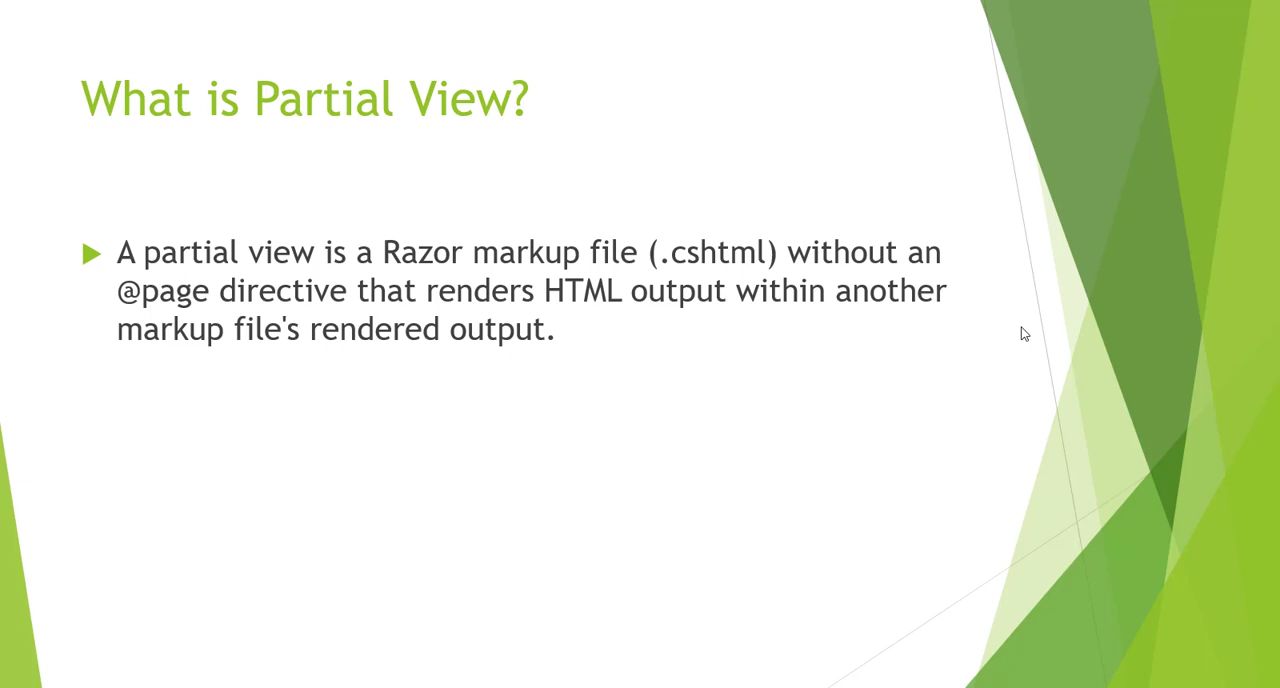 What is Partial View?
A partial view is a Razor markup file (.cshtml) without an
@page directive that renders HTML output within another
markup file's rendered output.